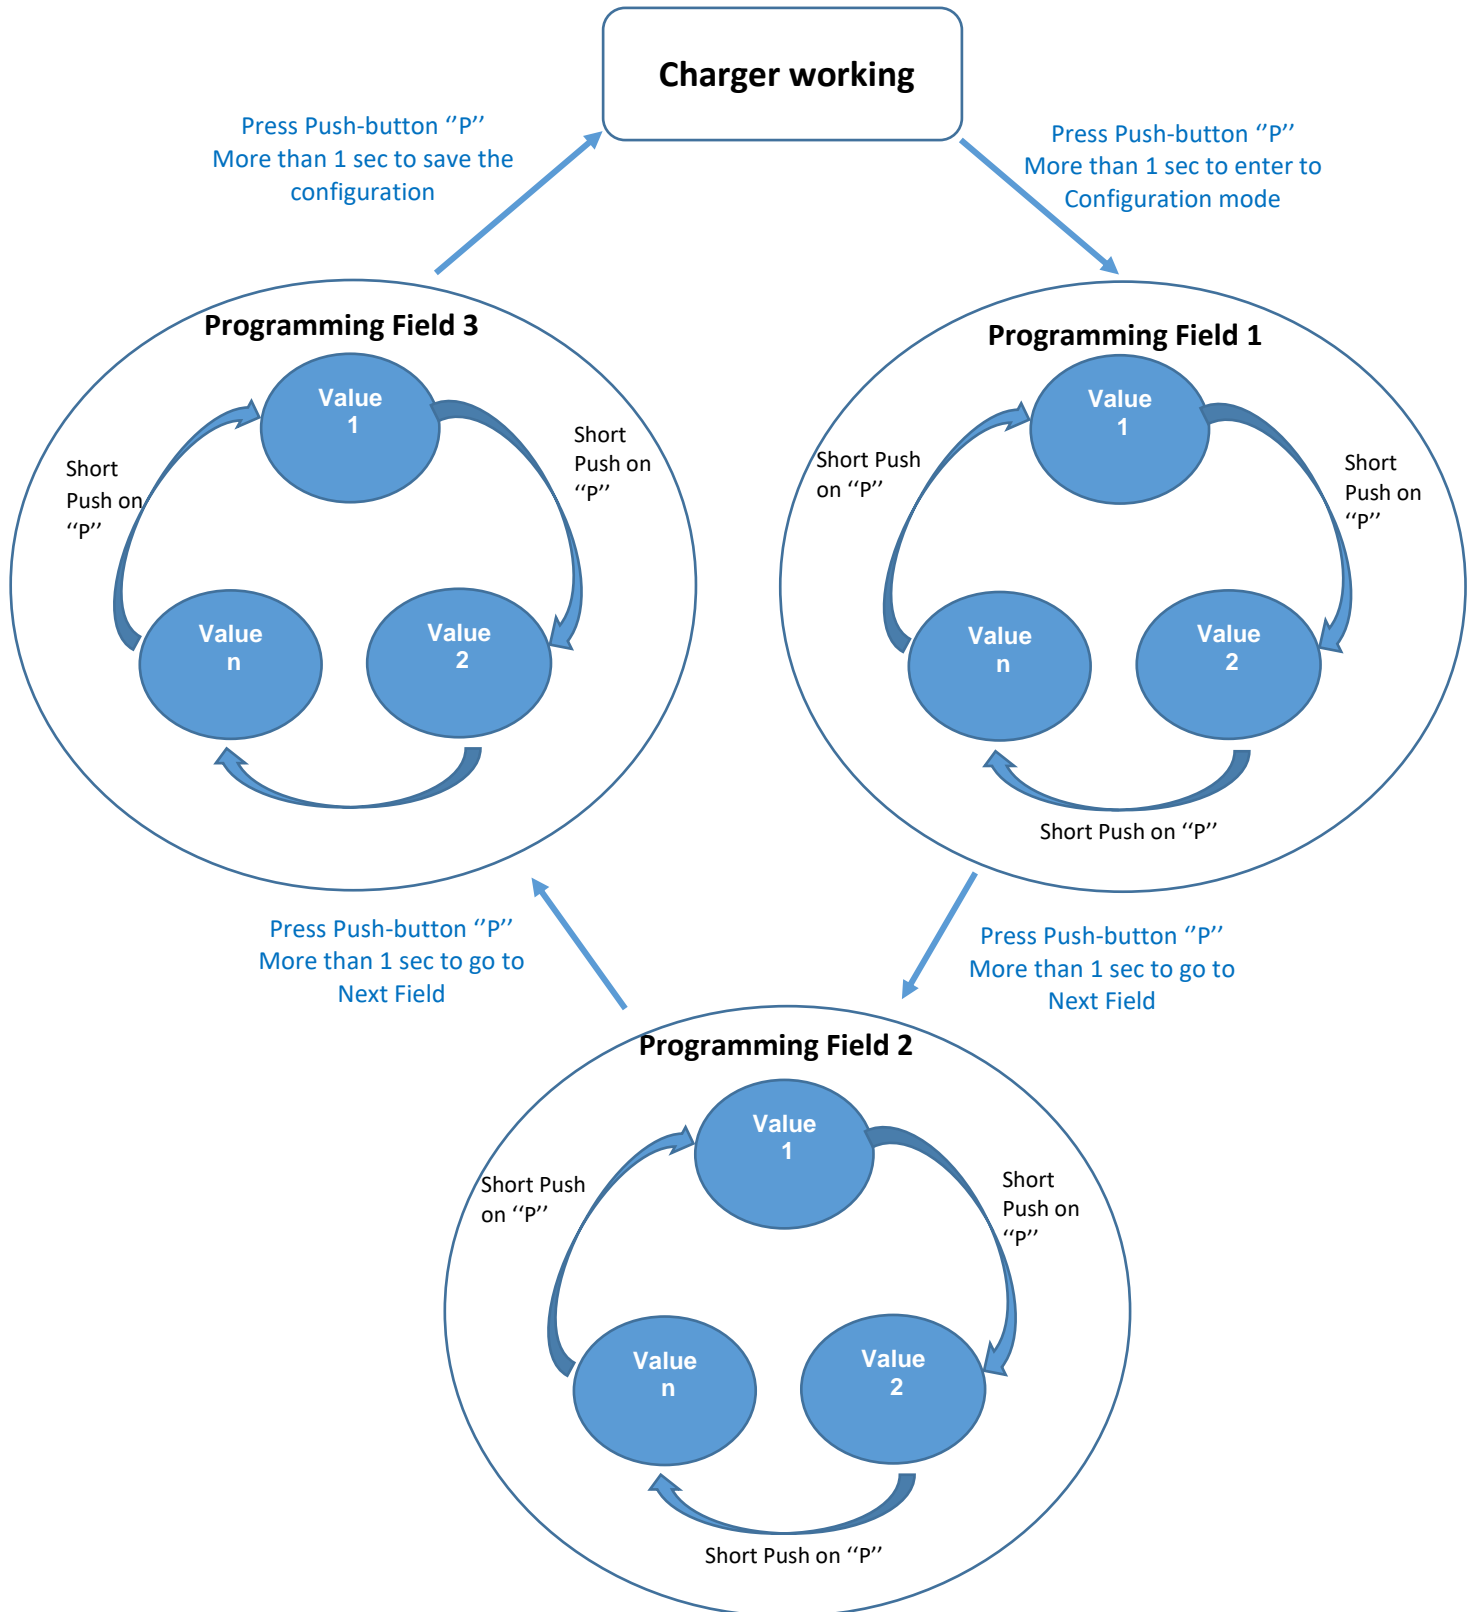 Charger working
Press Push-button ‘’P’’
More than 1 sec to save the
configuration
Press Push-button ‘’P’’
More than 1 sec to enter to
Configuration mode
Programming Field 3
Value
1
Short
Push on
‘’P’’
Short
Push on
‘’P’’
Value
n
Value
2
Programming Field 1
Value
1
Short Push
on ‘’P’’
Short
Push on
‘’P’’
Value
n
Value
2
Short Push on ‘’P’’
Press Push-button ‘’P’’
More than 1 sec to go to
Next Field
Press Push-button ‘’P’’
More than 1 sec to go to
Next Field
Programming Field 2
Value
1
Short Push
on ‘’P’’
Short
Push on
‘’P’’
Value
n
Value
2
Short Push on ‘’P’’